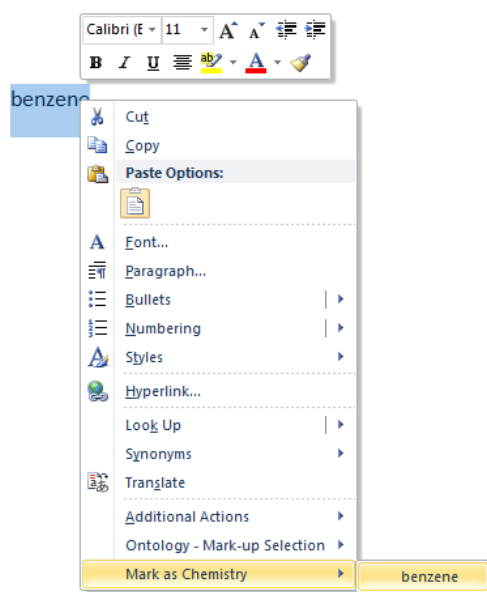 Calibri (E 11 A A
B I U ab A
benzene
Cut
Copy
Paste Options:
A Font...
Paragraph...
Bullets
Numbering
Styles
Hyperlink...
Look Up
Synonyms
Translate
Additional Actions
Ontology - Mark-up Selection
Mark as Chemistry benzene